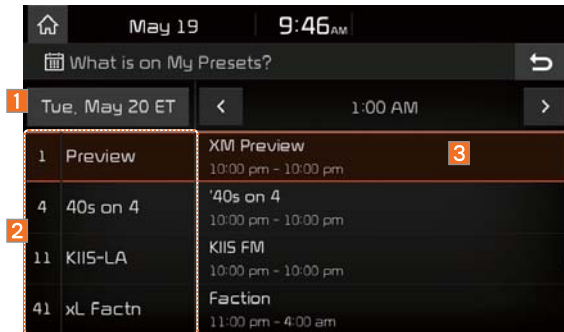 May 19 9:46AM
What is on My Presets?
1 Tue, May 20 ET 1:00 AM
1 Preview XM Preview 3
10:00 pm - 10:00 pm
4 40s on 4 '40s on 4
10:00 pm - 10:00 pm
2
11 KIIS-LA KIIS FM
10:00 pm - 10:00 pm
41 xL Factn Faction
11:00 pm - 4:00 am